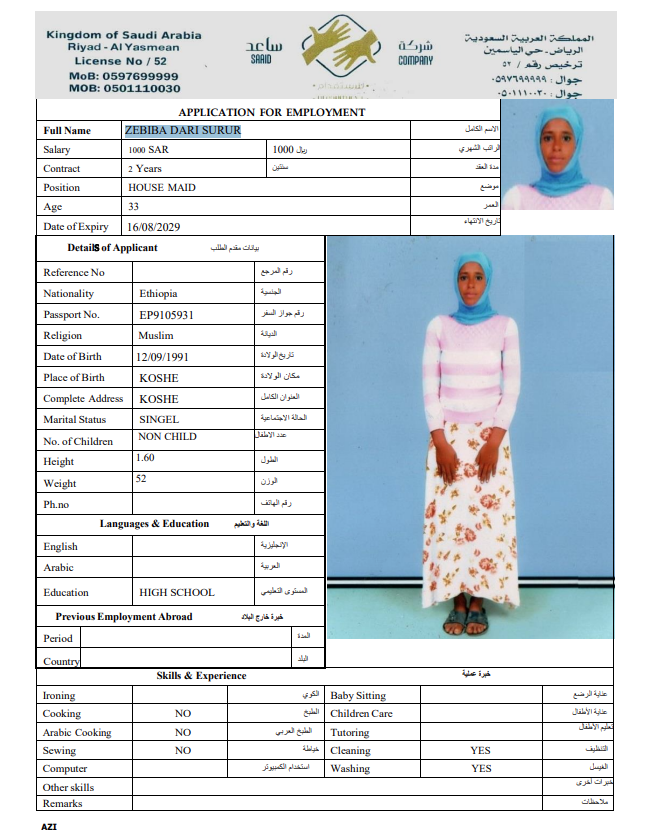 Kingdom of Saudi Arabia
Riyad - Al Yasmean
License No / 52
MoB: 0597699999
MOB: 0501110030
ساعد
SAAID
شركة
COMPANY
المملكة العربية السعودية
الرياض - حي الياسمين
ترخيص رقم / ٥٢
جوال : ٠٥٩٧٦٩٩٩٩٩
جوال : ٠٥٠١١١٠٠٣٠
APPLICATION FOR EMPLOYMENT
Full Name ZEBIBA DARI SURUR الاسم الكامل
Salary 1000 SAR 1000 ريال الراتب الشهري
Contract 2 Years سنتين مدة العقد
Position HOUSE MAID موضع
Age 33 العمر
Date of Expiry 16/08/2029 تاريخ الانتهاء
Details of Applicant بيانات مقدم الطلب
Reference No رقم المرجع
Nationality Ethiopia الجنسية
Passport No. EP9105931 رقم جواز السفر
Religion Muslim الديانة
Date of Birth 12/09/1991 تاريخ الولادة
Place of Birth KOSHE مكان الولادة
Complete Address KOSHE العنوان الكامل
Marital Status SINGEL الحالة الاجتماعية
No. of Children NON CHILD عدد الاطفال
Height 1.60 الطول
Weight 52 الوزن
Ph.no رقم الهاتف
Languages & Education اللغة والتعليم
English الإنجليزية
Arabic العربية
Education HIGH SCHOOL المستوى التعليمي
Previous Employment Abroad خبرة خارج البلاد
Period المدة
Country البلد
Skills & Experience خبرة عملية
Ironing الكوي Baby Sitting عناية الرضع
Cooking NO الطبخ Children Care عناية الأطفال
Arabic Cooking NO الطبخ العربي Tutoring تعليم الأطفال
Sewing NO خياطة Cleaning YES التنظيف
Computer استخدام الكمبيوتر Washing YES الغيسل
Other skills خبرات أخرى
Remarks ملاحظات
AZI